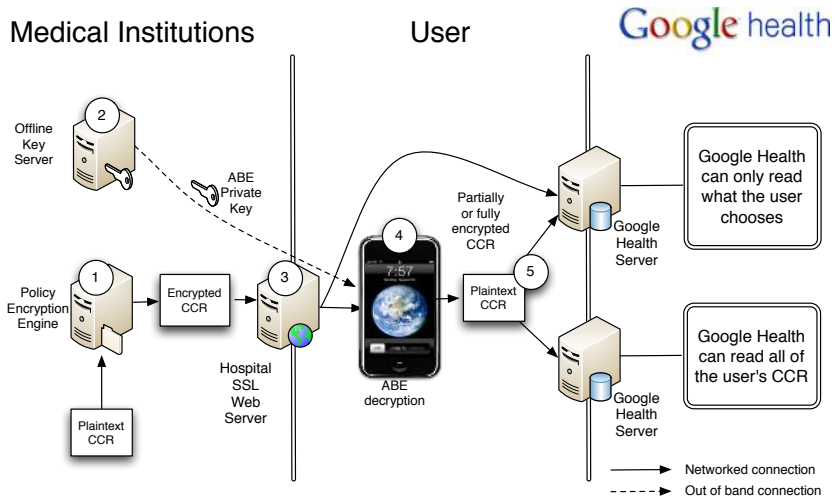 Medical Institutions
User
Google health
2
Offline
Key
Server
ABE
Private
Key
1
Policy
Encryption
Engine
Encrypted
CCR
3
Hospital
SSL
Web
Server
Plaintext
CCR
4
7:57
ABE
decryption
Partially
or fully
encrypted
CCR
5
Plaintext
CCR
Google
Health
Server
Google Health
can only read
what the user
chooses
Google
Health
Server
Google Health
can read all of
the user's CCR
Networked connection
Out of band connection